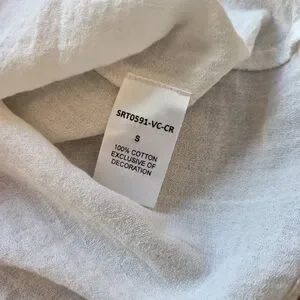 SRT0591-VC-CR
S
100% COTTON
EXCLUSIVE OF
DECORATION